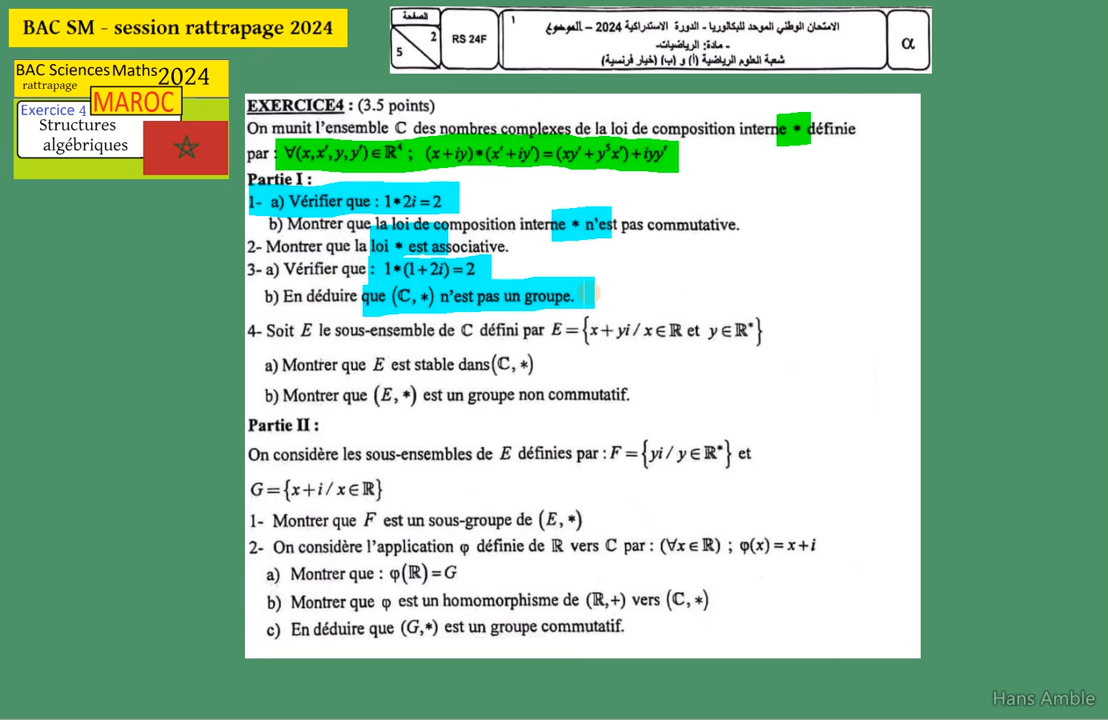 BAC SM - session rattrapage 2024
BAC Sciences Maths 2024
rattrapage
MAROC
Exercice 4
Structures
algébriques
الصفحة
2
5
RS 24F
1
الامتحان الوطني الموحد للبكالوريا - الدورة الاستدراكية 2024 – الموضوع
- مادة: الرياضيات-
شعبة العلوم الرياضية (أ) و (ب) (خيار فرنسية)
α
EXERCICE4 : (3.5 points)
On munit l'ensemble ℂ des nombres complexes de la loi de composition interne * définie
par : ∀(x,x',y,y')∈ℝ⁴ ; (x+iy)*(x'+iy')=(xy'+y⁵x')+iyy'
Partie I :
1- a) Vérifier que : 1*2i=2
b) Montrer que la loi de composition interne * n'est pas commutative.
2- Montrer que la loi * est associative.
3- a) Vérifier que : 1*(1+2i)=2
b) En déduire que (ℂ,*) n'est pas un groupe.
4- Soit E le sous-ensemble de ℂ défini par E={x+yi/x∈ℝ et y∈ℝ*}
a) Montrer que E est stable dans(ℂ,*)
b) Montrer que (E,*) est un groupe non commutatif.
Partie II :
On considère les sous-ensembles de E définies par : F={yi/y∈ℝ*} et
G={x+i/x∈ℝ}
1- Montrer que F est un sous-groupe de (E,*)
2- On considère l'application φ définie de ℝ vers ℂ par : (∀x∈ℝ) ; φ(x)=x+i
a) Montrer que : φ(ℝ)=G
b) Montrer que φ est un homomorphisme de (ℝ,+) vers (ℂ,*)
c) En déduire que (G,*) est un groupe commutatif.
Hans Amble